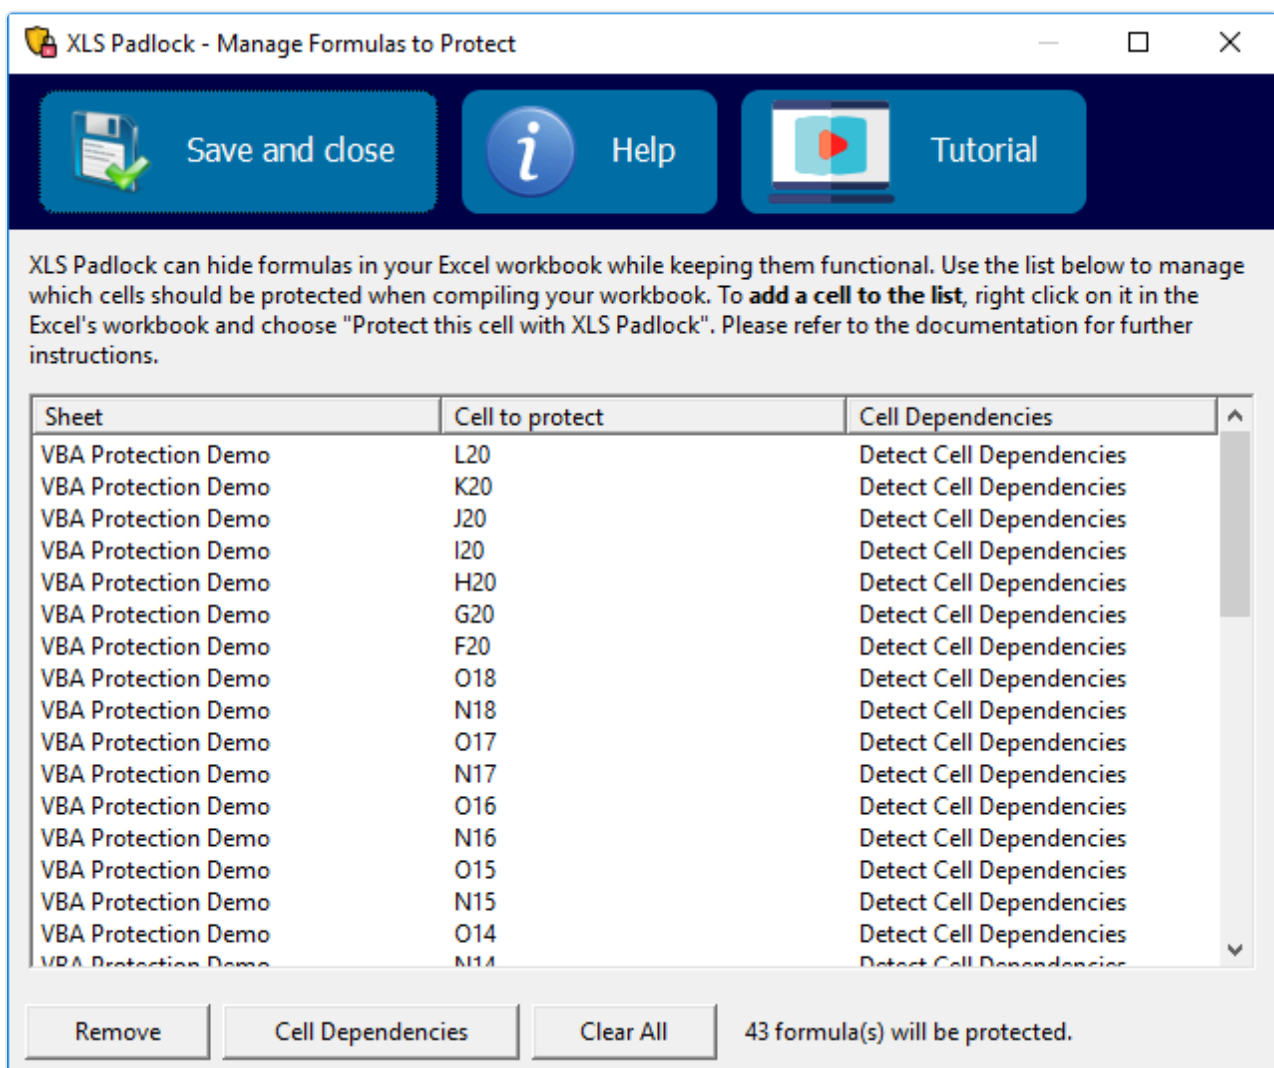 XLS Padlock - Manage Formulas to Protect
Save and close
Help
Tutorial
XLS Padlock can hide formulas in your Excel workbook while keeping them functional. Use the list below to manage
which cells should be protected when compiling your workbook. To add a cell to the list, right click on it in the
Excel's workbook and choose "Protect this cell with XLS Padlock". Please refer to the documentation for further
instructions.
Sheet Cell to protect Cell Dependencies
VBA Protection Demo L20 Detect Cell Dependencies
VBA Protection Demo K20 Detect Cell Dependencies
VBA Protection Demo J20 Detect Cell Dependencies
VBA Protection Demo I20 Detect Cell Dependencies
VBA Protection Demo H20 Detect Cell Dependencies
VBA Protection Demo G20 Detect Cell Dependencies
VBA Protection Demo F20 Detect Cell Dependencies
VBA Protection Demo O18 Detect Cell Dependencies
VBA Protection Demo N18 Detect Cell Dependencies
VBA Protection Demo O17 Detect Cell Dependencies
VBA Protection Demo N17 Detect Cell Dependencies
VBA Protection Demo O16 Detect Cell Dependencies
VBA Protection Demo N16 Detect Cell Dependencies
VBA Protection Demo O15 Detect Cell Dependencies
VBA Protection Demo N15 Detect Cell Dependencies
VBA Protection Demo O14 Detect Cell Dependencies
VBA Protection Demo N14 Detect Cell Dependencies
Remove
Cell Dependencies
Clear All
43 formula(s) will be protected.